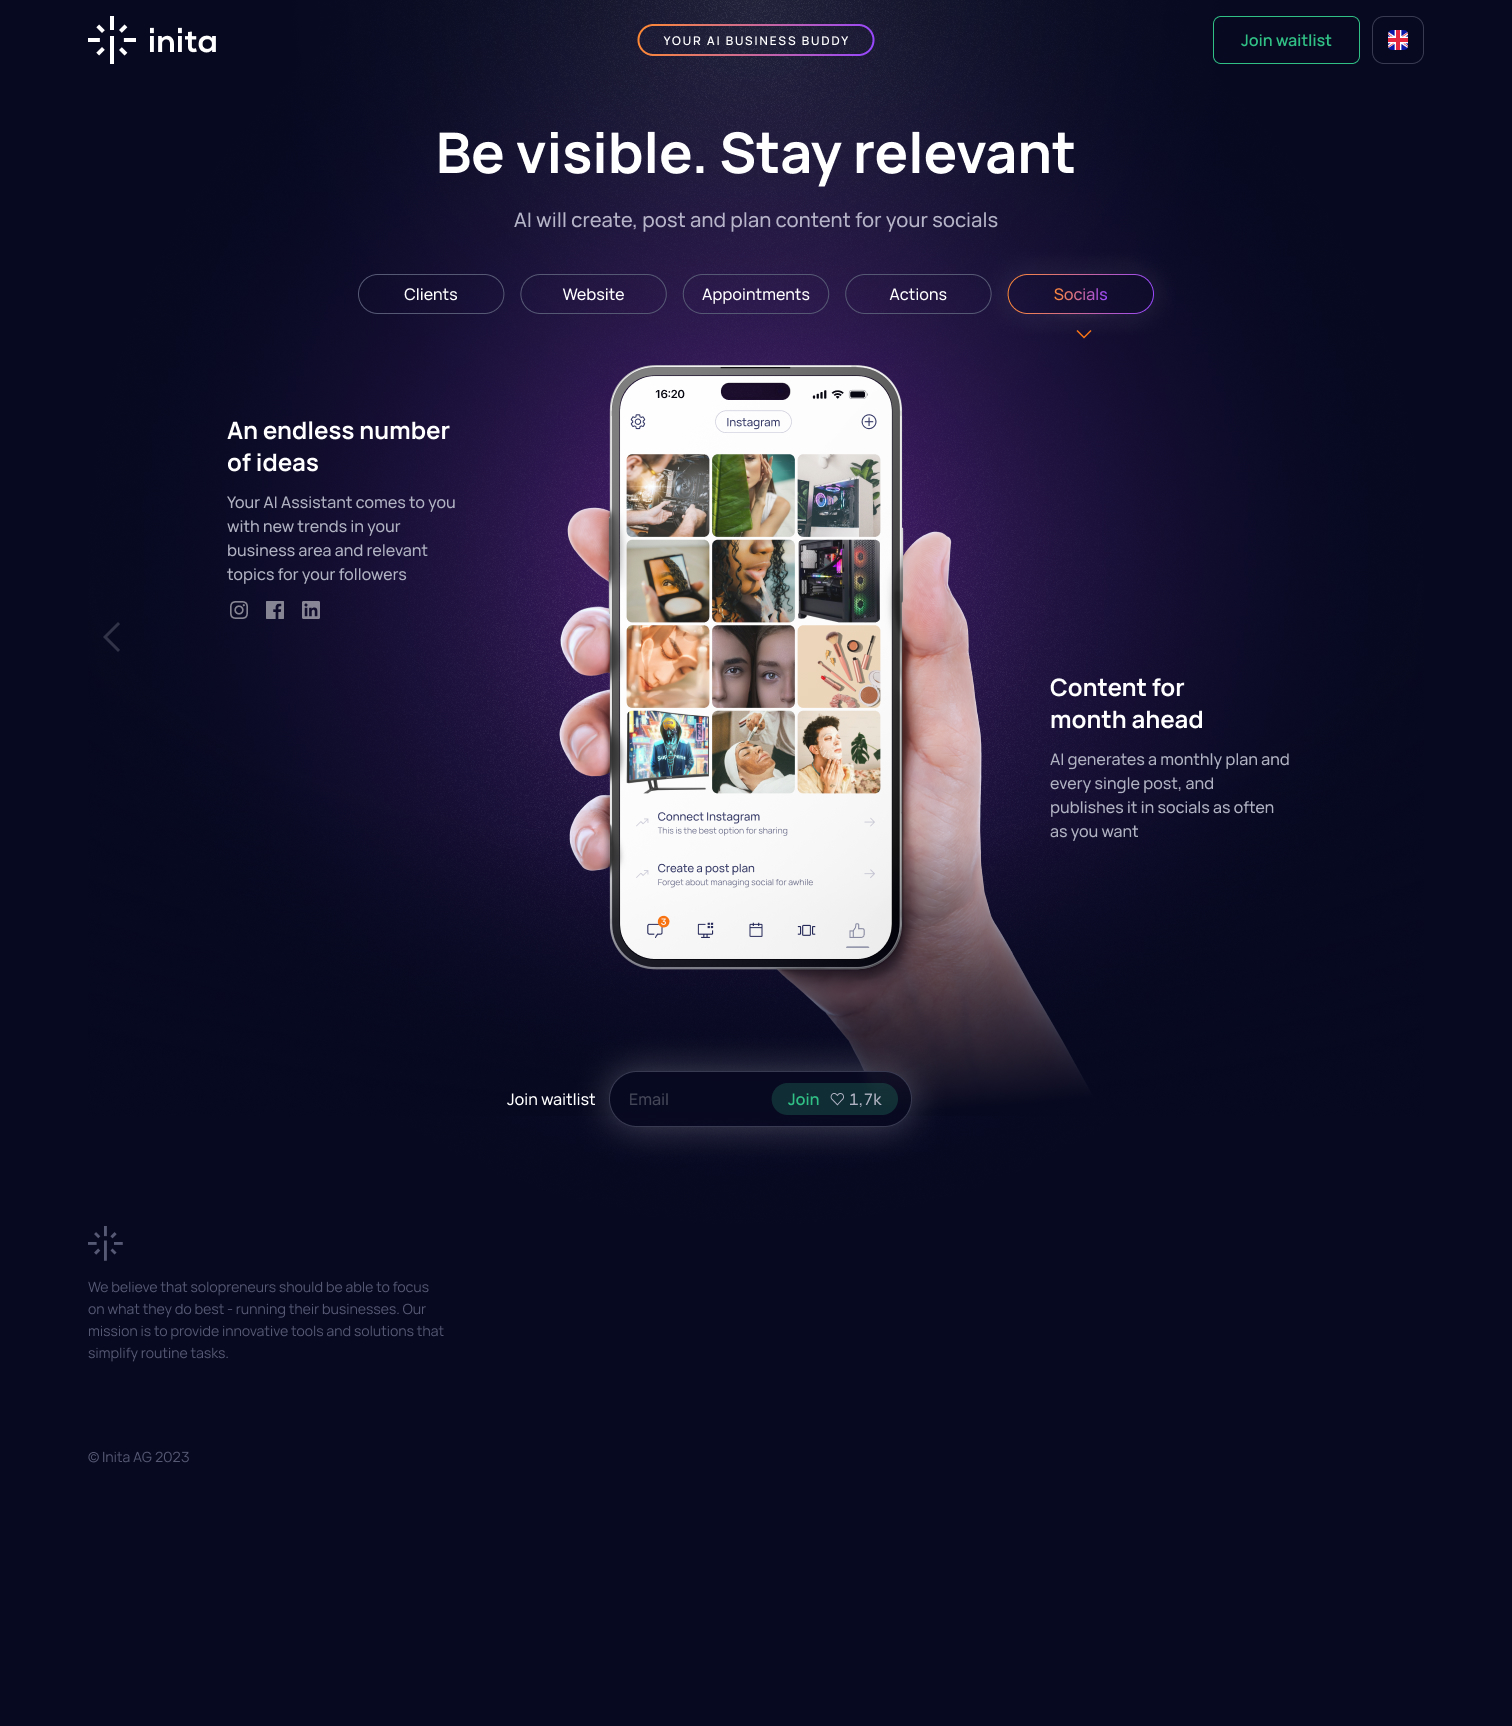 inita
YOUR AI BUSINESS BUDDY
Join waitlist
Be visible. Stay relevant
AI will create, post and plan content for your socials
Clients
Website
Appointments
Actions
Socials
An endless number
of ideas
Your AI Assistant comes to you
with new trends in your
business area and relevant
topics for your followers
16:20
Instagram
Connect Instagram
This is the best option for sharing
Create a post plan
Forget about managing social for awhile
3
Content for
month ahead
AI generates a monthly plan and
every single post, and
publishes it in socials as often
as you want
Join waitlist
Email
Join
1,7k
We believe that solopreneurs should be able to focus
on what they do best - running their businesses. Our
mission is to provide innovative tools and solutions that
simplify routine tasks.
© Inita AG 2023